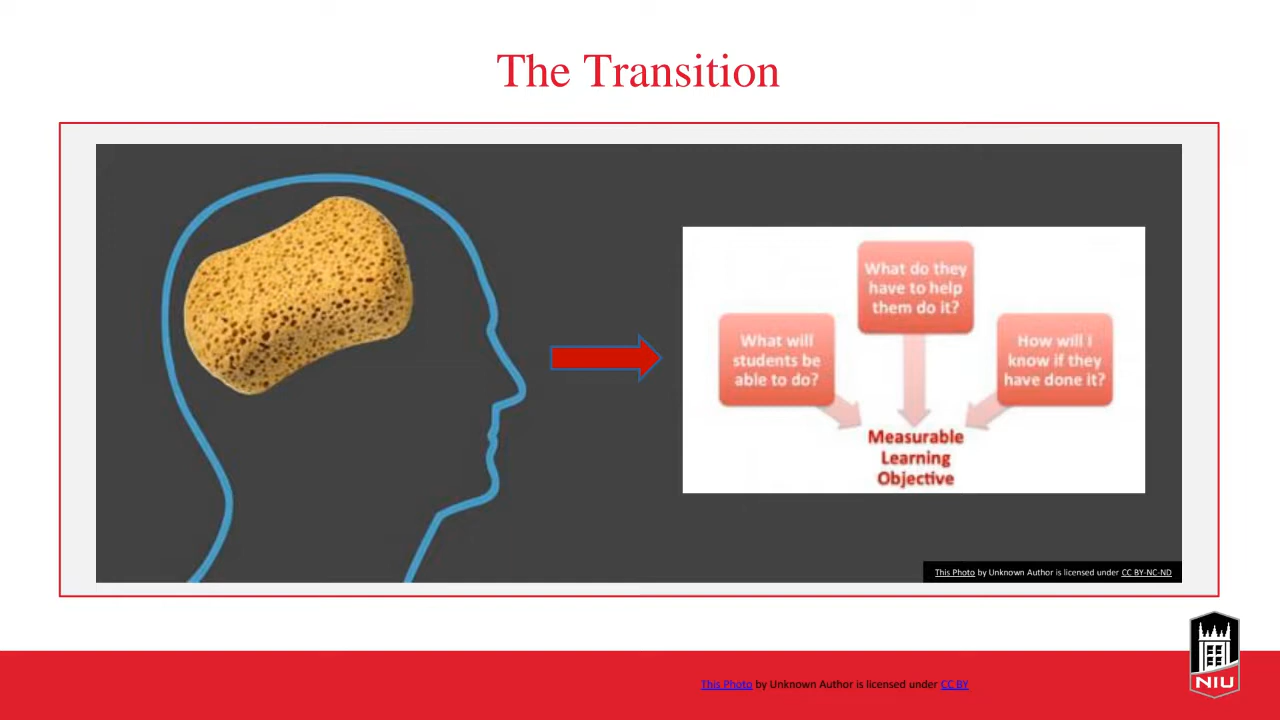 The Transition
What do they
have to help
them do it?
What will
students be
able to do?
How will I
know if they
have done it?
Measurable
Learning
Objective
This Photo by Unknown Author is licensed under CC BY-NC-ND
NIU
This Photo by Unknown Author is licensed under CC BY